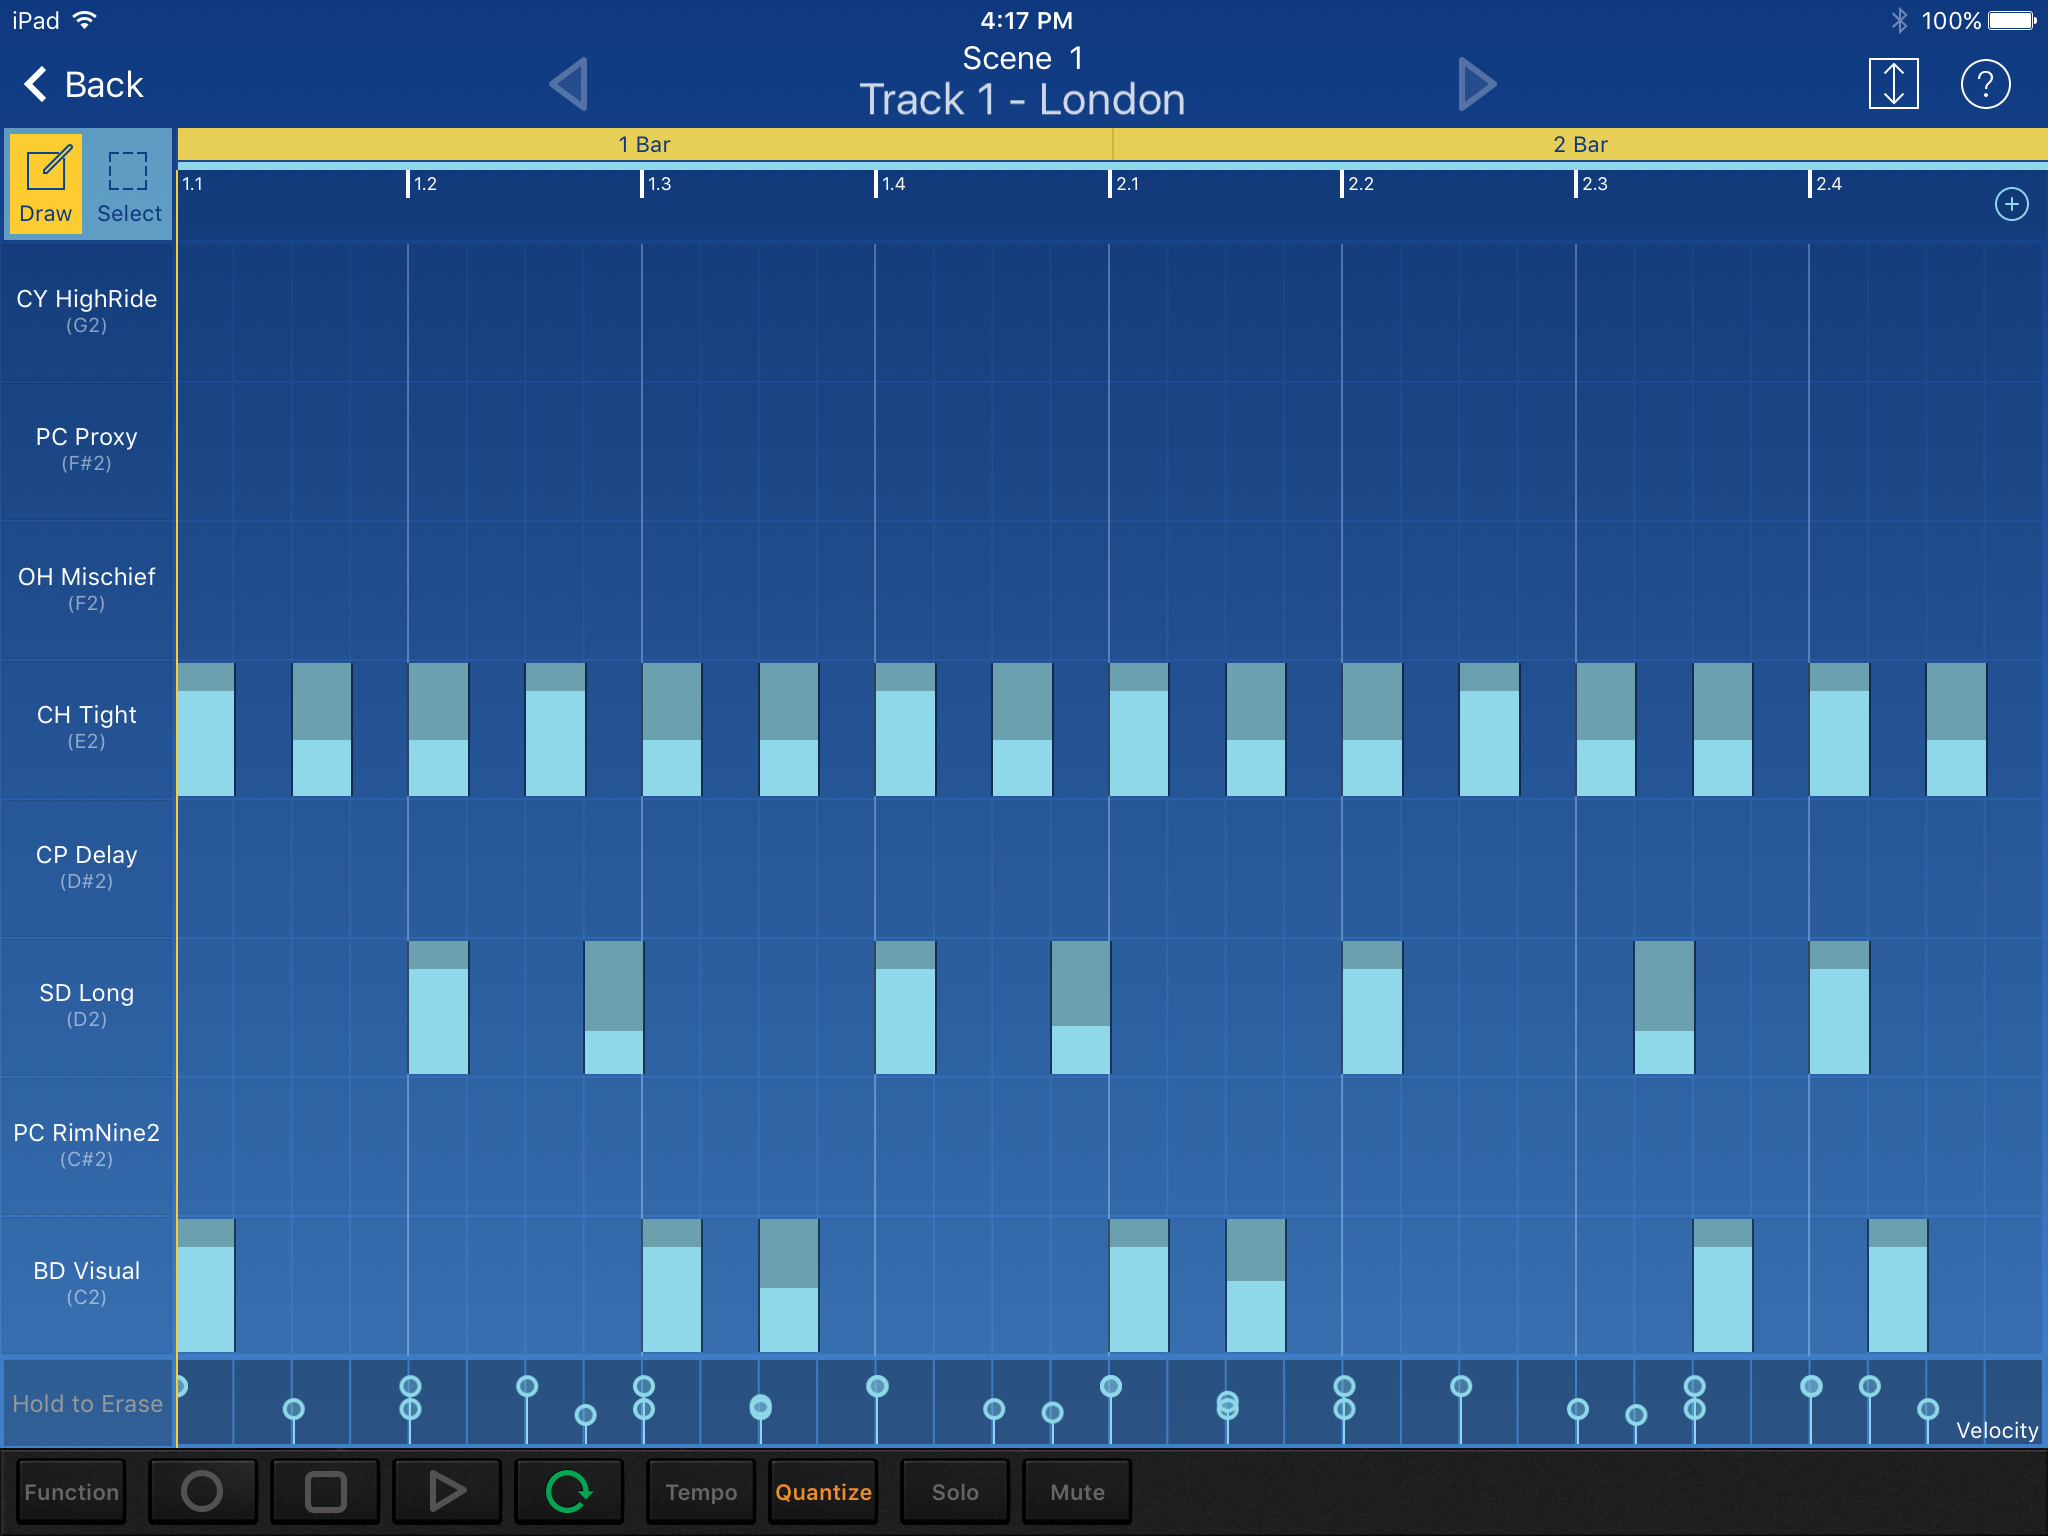 iPad
4:17 PM
100%
Back
Scene 1
Track 1 - London
?
Draw
Select
1 Bar
2 Bar
1.1
1.2
1.3
1.4
2.1
2.2
2.3
2.4
CY HighRide
(G2)
PC Proxy
(F#2)
OH Mischief
(F2)
CH Tight
(E2)
CP Delay
(D#2)
SD Long
(D2)
PC RimNine2
(C#2)
BD Visual
(C2)
Hold to Erase
Velocity
Function
Tempo
Quantize
Solo
Mute